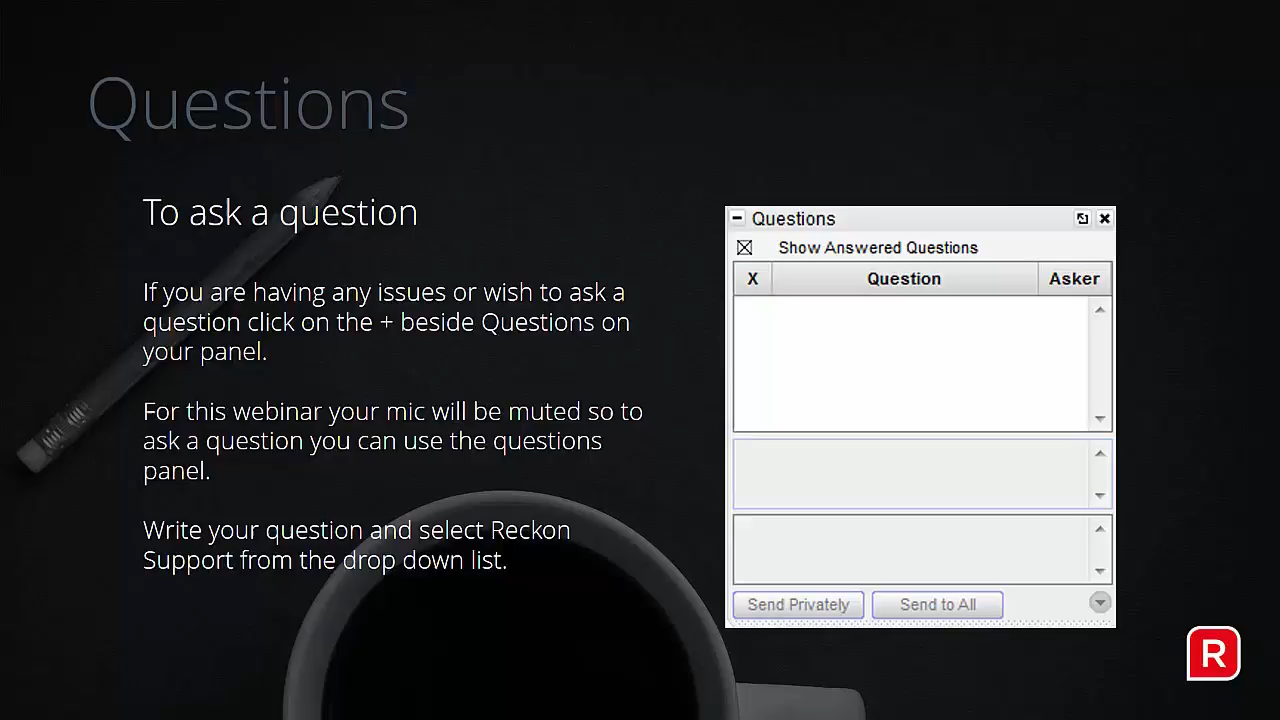 Questions
To ask a question
If you are having any issues or wish to ask a
question click on the + beside Questions on
your panel.
For this webinar your mic will be muted so to
ask a question you can use the questions
panel.
Write your question and select Reckon
Support from the drop down list.
Questions
Show Answered Questions
X Question Asker
Send Privately Send to All
R